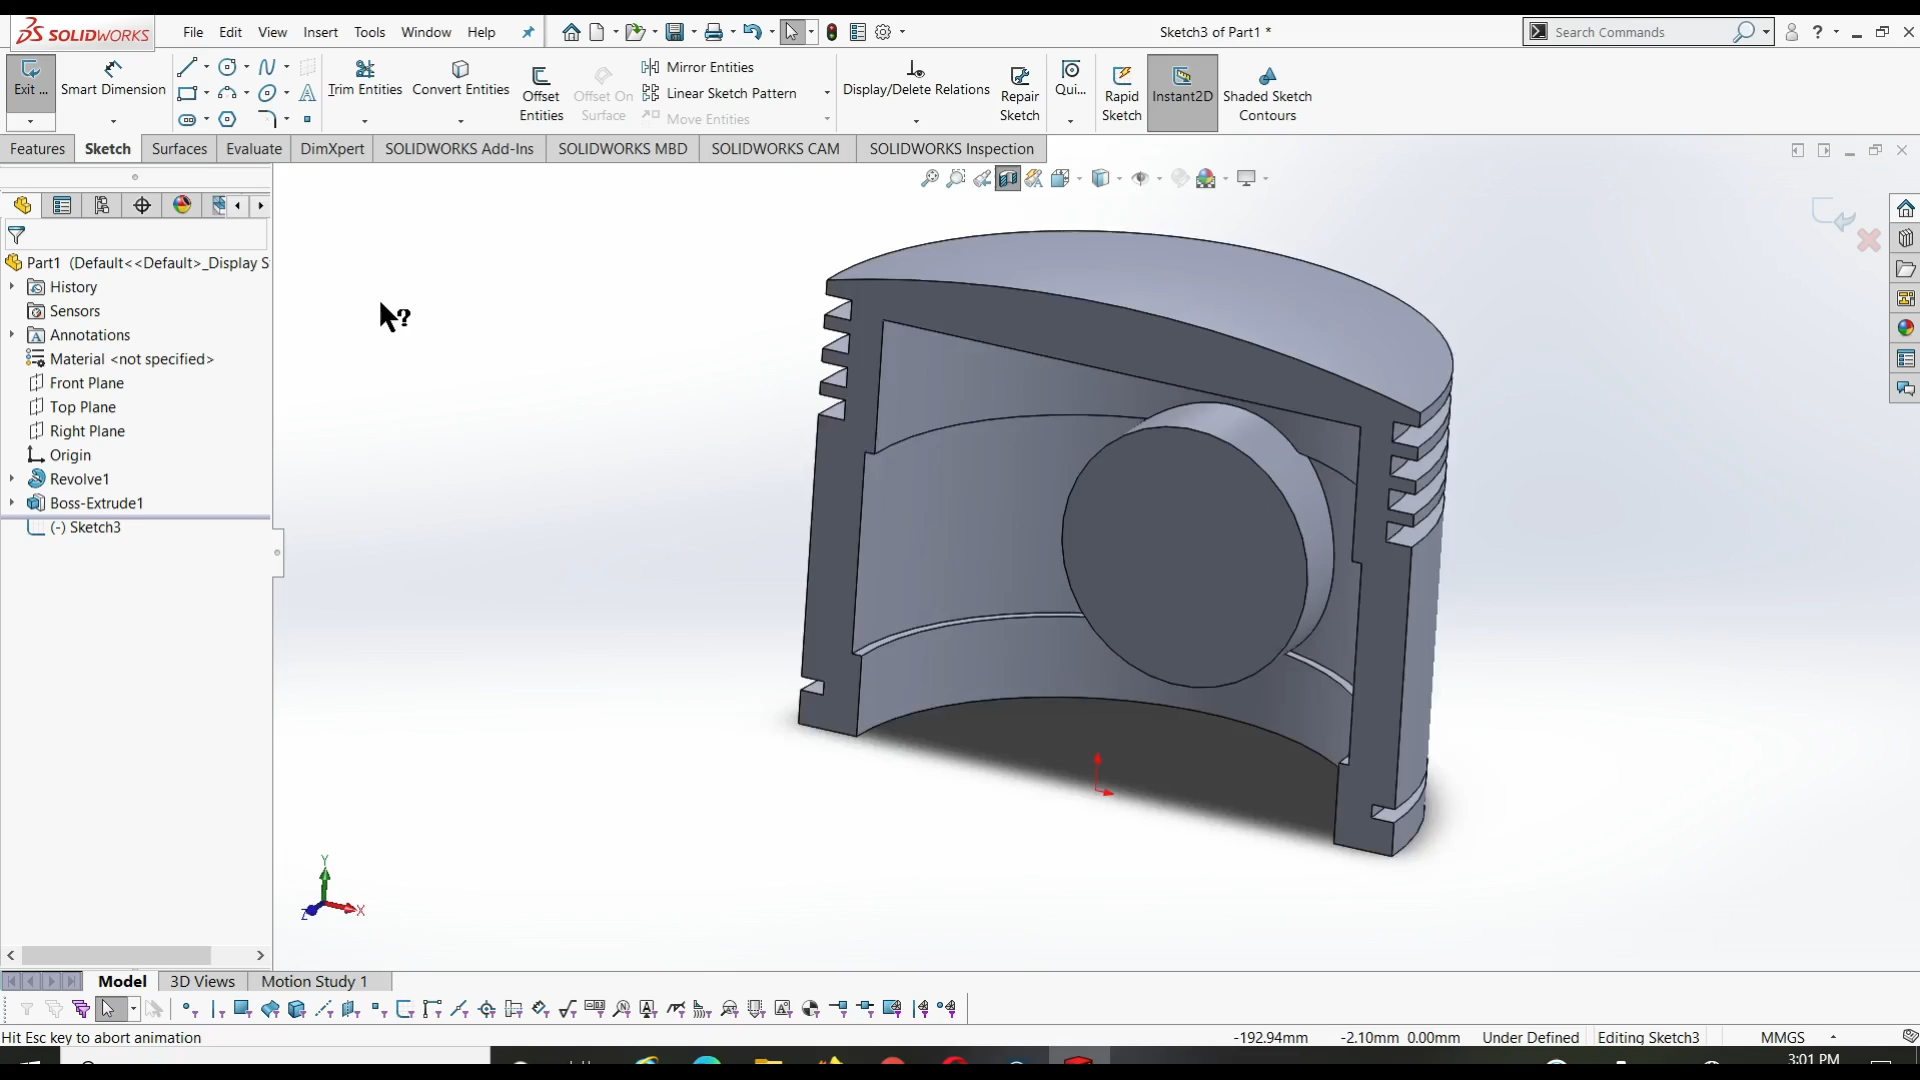 SOLIDWORKS File Edit View Insert Tools Window Help Sketch3 of Part1 * Search Commands ?
Exit ... Smart Dimension Trim Entities Convert Entities Offset Entities Offset On Surface Mirror Entities Linear Sketch Pattern Move Entities Display/Delete Relations Repair Sketch Qui... Rapid Sketch Instant2D Shaded Sketch Contours
Features Sketch Surfaces Evaluate DimXpert SOLIDWORKS Add-Ins SOLIDWORKS MBD SOLIDWORKS CAM SOLIDWORKS Inspection
Part1 (Default<<Default>_Display S
History
Sensors
Annotations
Material <not specified>
Front Plane
Top Plane
Right Plane
Origin
Revolve1
Boss-Extrude1
(-) Sketch3
Y
X
Z
Model 3D Views Motion Study 1
Hit Esc key to abort animation -192.94mm -2.10mm 0.00mm Under Defined Editing Sketch3 MMGS
3:01 PM